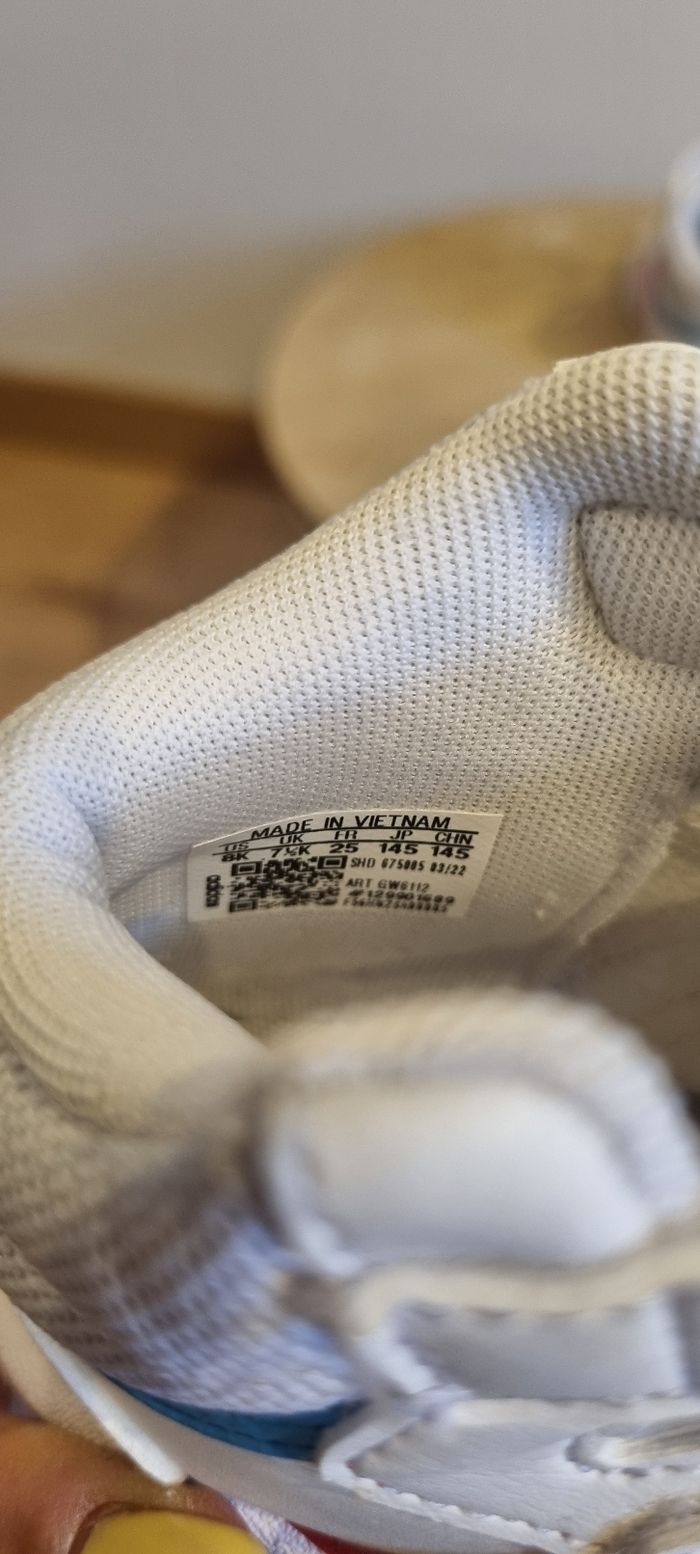 MADE IN VIETNAM
US UK FR JP CHN
8K 7½K 25 145 145
SHD 675005 03/22
ART GW6112
#129901689